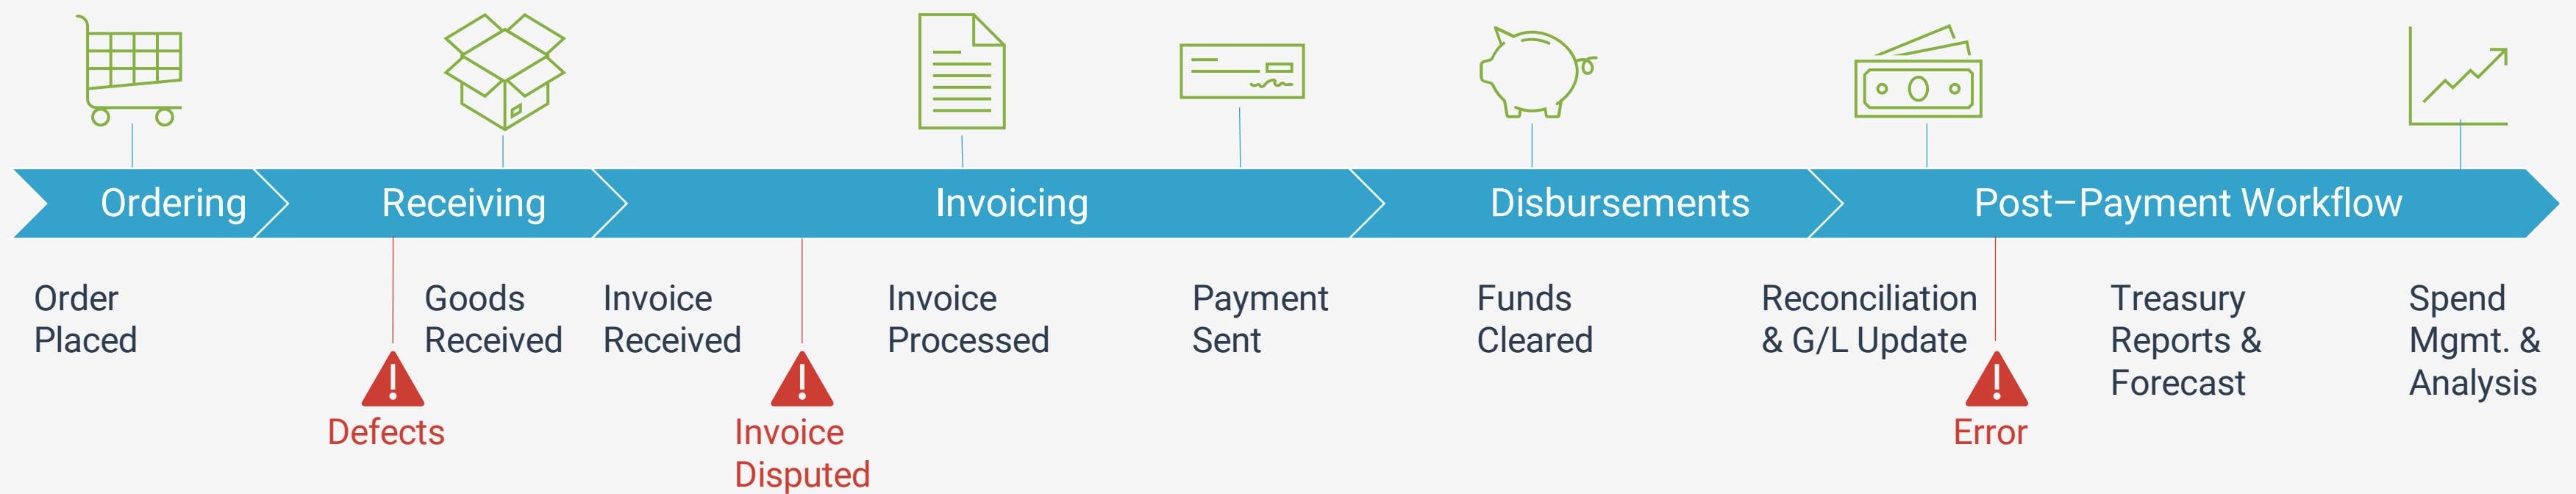 Ordering
Receiving
Invoicing
Disbursements
Post–Payment Workflow
Order
Placed
Defects
Goods
Received
Invoice
Received
Invoice
Disputed
Invoice
Processed
Payment
Sent
Funds
Cleared
Reconciliation
& G/L Update
Error
Treasury
Reports &
Forecast
Spend
Mgmt. &
Analysis